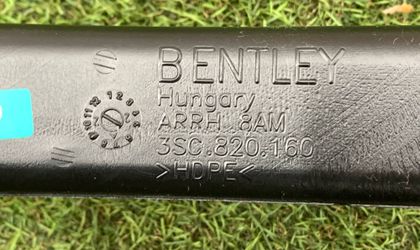 BENTLEY
Hungary
ARRH 8AM
3SC.820.160
>HDPE<